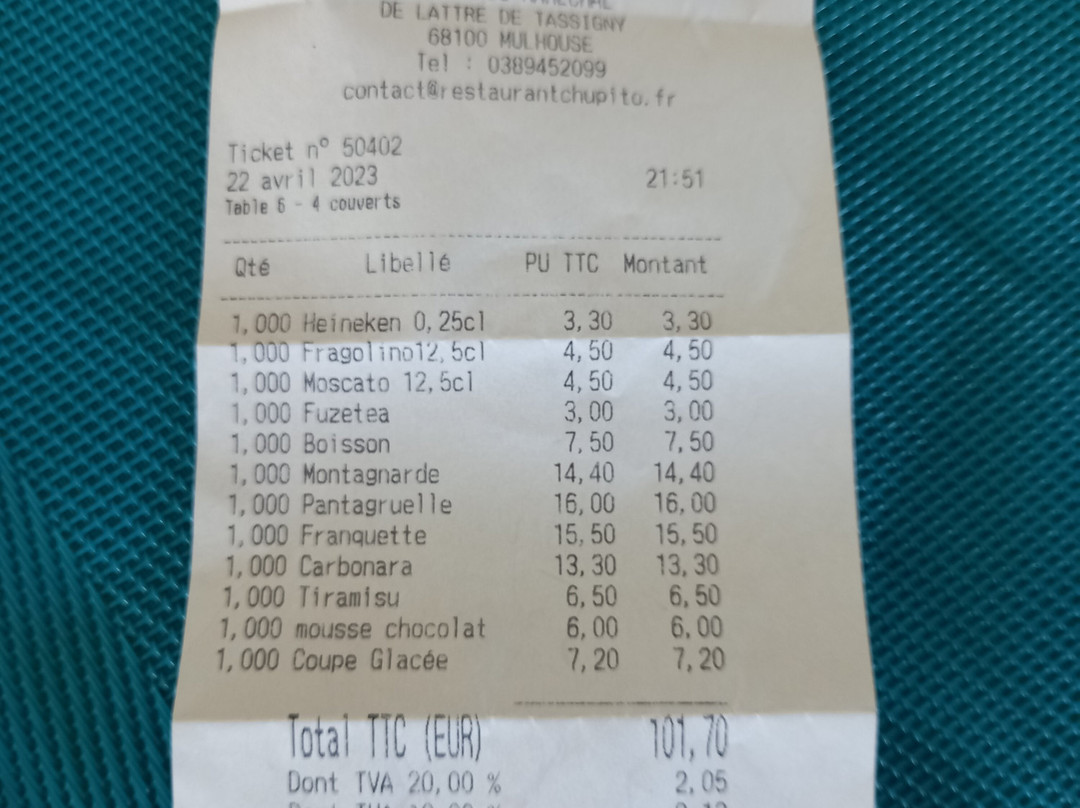 DE LATTRE DE TASSIGNY
68100 MULHOUSE
Tel : 0389452099
contact@restaurantchupito.fr
Ticket n° 50402
22 avril 2023 21:51
Table 6 - 4 couverts
Qté Libellé PU TTC Montant
1,000 Heineken 0,25cl 3,30 3,30
1,000 Fragolino12,5cl 4,50 4,50
1,000 Moscato 12,5cl 4,50 4,50
1,000 Fuzetea 3,00 3,00
1,000 Boisson 7,50 7,50
1,000 Montagnarde 14,40 14,40
1,000 Pantagruelle 16,00 16,00
1,000 Franquette 15,50 15,50
1,000 Carbonara 13,30 13,30
1,000 Tiramisu 6,50 6,50
1,000 mousse chocolat 6,00 6,00
1,000 Coupe Glacée 7,20 7,20
Total TTC (EUR) 101,70
Dont TVA 20,00 % 2,05